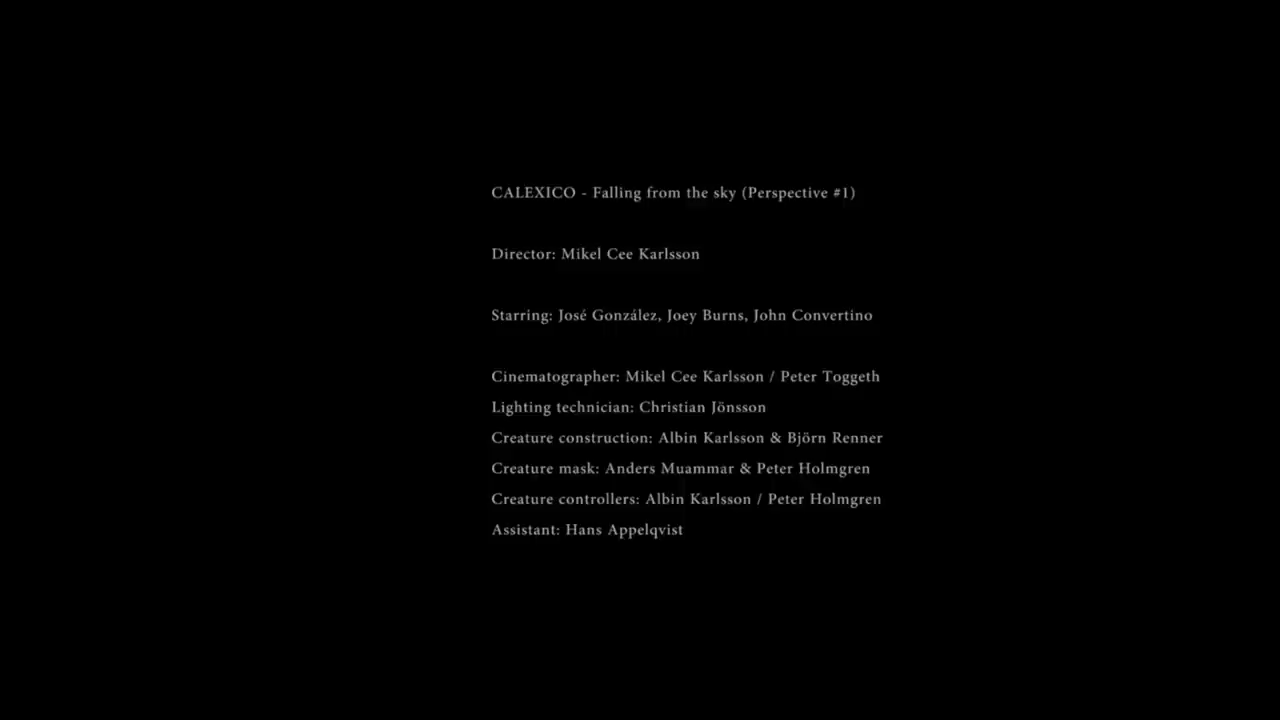 CALEXICO - Falling from the sky (Perspective #1)
Director: Mikel Cee Karlsson
Starring: José González, Joey Burns, John Convertino
Cinematographer: Mikel Cee Karlsson / Peter Toggeth
Lighting technician: Christian Jönsson
Creature construction: Albin Karlsson & Björn Renner
Creature mask: Anders Muammar & Peter Holmgren
Creature controllers: Albin Karlsson / Peter Holmgren
Assistant: Hans Appelqvist